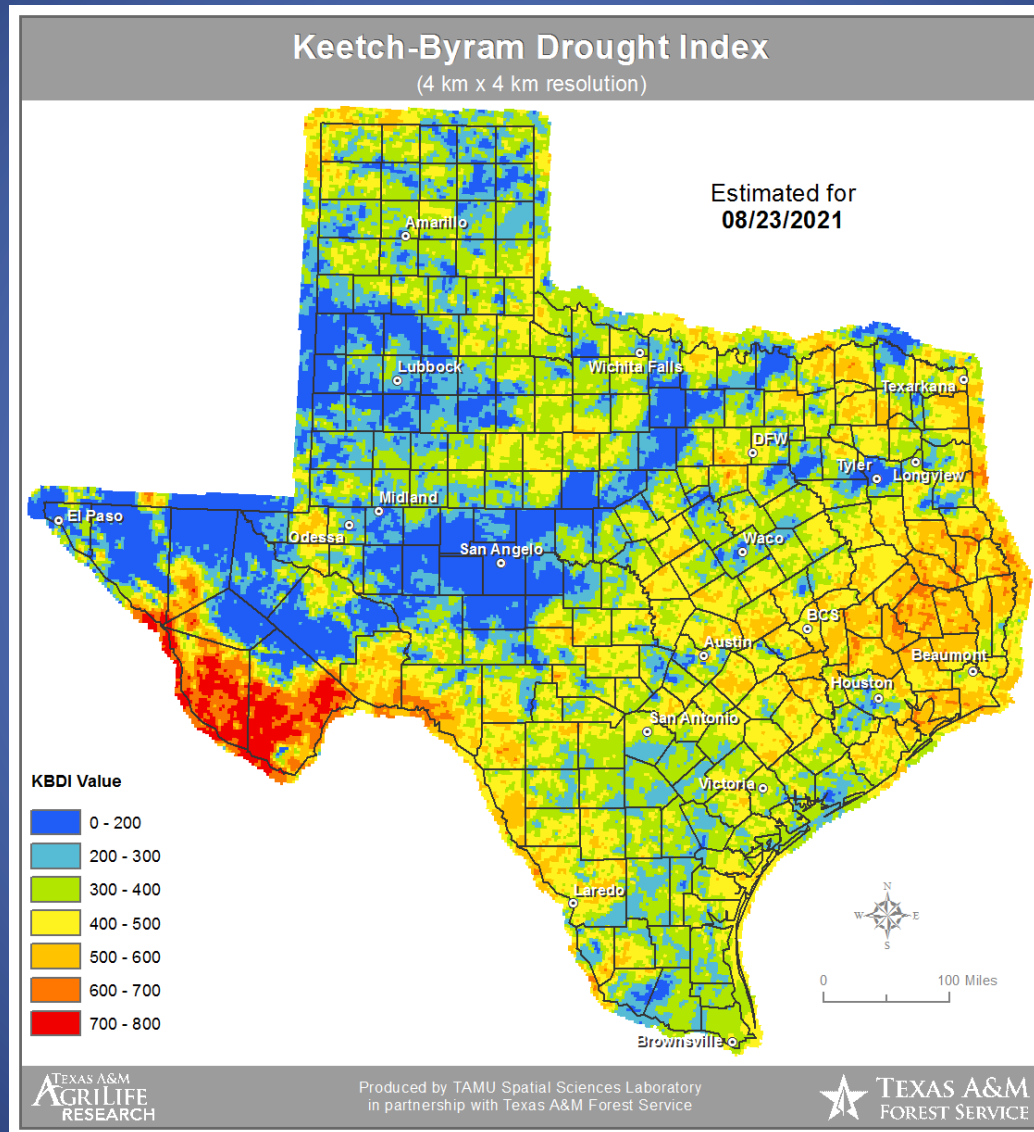 Keetch-Byram Drought Index
(4 km x 4 km resolution)
Estimated for
08/23/2021
Amarillo
Lubbock
Wichita Falls
Texarkana
DFW
Tyler
Longview
El Paso
Midland
Odessa
San Angelo
Waco
BCS
Austin
Beaumont
Houston
San Antonio
Victoria
Laredo
Brownsville
KBDI Value
0 - 200
200 - 300
300 - 400
400 - 500
500 - 600
600 - 700
700 - 800
N
W E
S
0 100 Miles
TEXAS A&M
AGRILIFE
RESEARCH
Produced by TAMU Spatial Sciences Laboratory
in partnership with Texas A&M Forest Service
TEXAS A&M
FOREST SERVICE